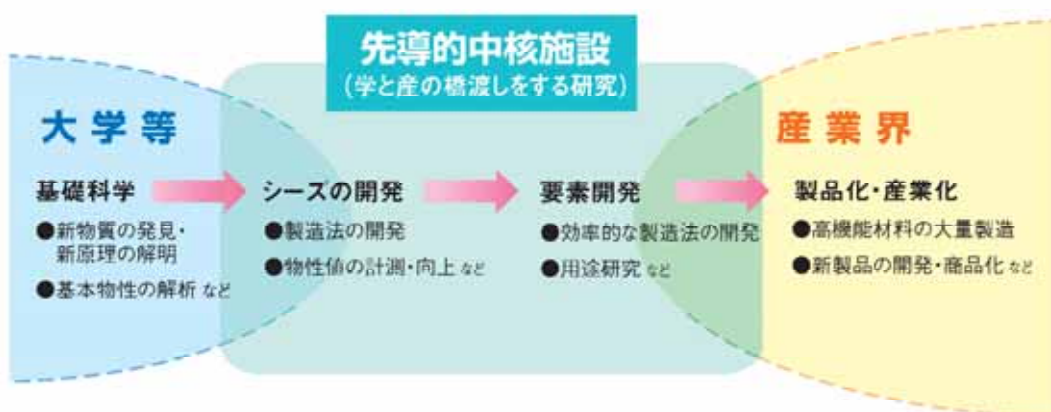 先導的中核施設
(学と産の橋渡しをする研究)
大学等
産業界
基礎科学
●新物質の発見・
新原理の解明
●基本物性の解析 など
シーズの開発
●製造法の開発
●物性値の計測・向上 など
要素開発
●効率的な製造法の開発
●用途研究 など
製品化・産業化
●高機能材料の大量製造
●新製品の開発・商品化 など